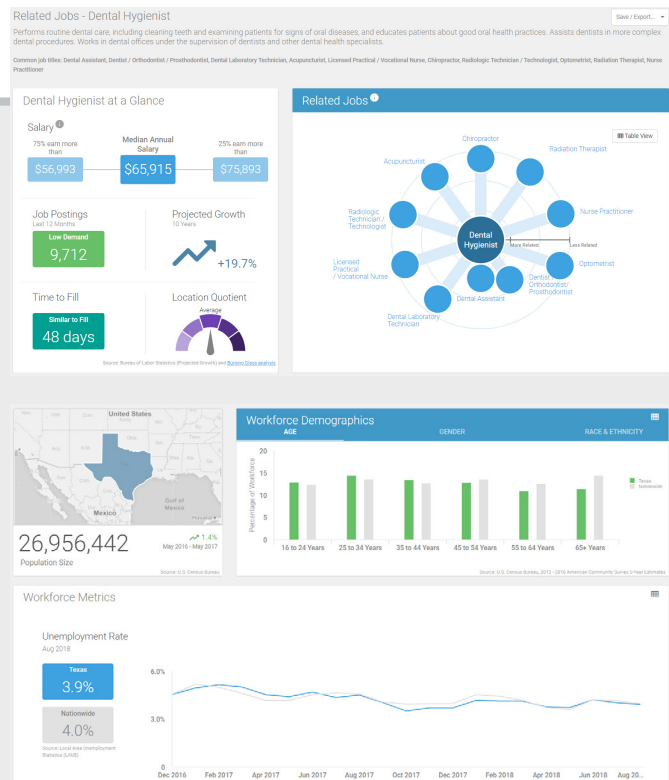 Related Jobs - Dental Hygienist
Save / Export...
Performs routine dental care, including cleaning teeth and examining patients for signs of oral diseases, and educates patients about good oral health practices. Assists dentists in more complex
dental procedures. Works in dental offices under the supervision of dentists and other dental health specialists.
Common job titles: Dental Assistant, Dentist / Orthodontist / Prosthodontist, Dental Laboratory Technician, Acupuncturist, Licensed Practical / Vocational Nurse, Chiropractor, Radiologic Technician / Technologist, Optometrist, Radiation Therapist, Nurse
Practitioner
Dental Hygienist at a Glance
Salary
75% earn more
than
$56,993
Median Annual
Salary
$65,915
25% earn more
than
$75,893
Job Postings
Last 12 Months
Low Demand
9,712
Projected Growth
10 Years
+19.7%
Time to Fill
Similar to Fill
48 days
Location Quotient
Average
Source: Bureau of Labor Statistics (Projected Growth) and Burning Glass analysis
Related Jobs
Table View
Chiropractor
Radiation Therapist
Acupuncturist
Nurse Practitioner
Radiologic
Technician /
Technologist
Dental
Hygienist
More Related
Less Related
Optometrist
Licensed
Practical
/ Vocational Nurse
Dentist /
Orthodontist/
Prosthodontist
Dental Assistant
Dental Laboratory
Technician
United States
Mexico
Gulf of
Mexico
26,956,442
Population Size
1.4%
May 2016 - May 2017
Source: U.S. Census Bureau
Workforce Demographics
AGE
GENDER
RACE & ETHNICITY
Percentage of Workforce
20
15
10
5
0
16 to 24 Years
25 to 34 Years
35 to 44 Years
45 to 54 Years
55 to 64 Years
65+ Years
Texas
Nationwide
Source: U.S. Census Bureau, 2012 - 2016 American Community Survey 5-Year Estimates
Workforce Metrics
Unemployment Rate
Aug 2018
Texas
3.9%
Nationwide
4.0%
Source: Local Area Unemployment
Statistics (LAUS)
6.0%
3.0%
0
Dec 2016
Feb 2017
Apr 2017
Jun 2017
Aug 2017
Oct 2017
Dec 2017
Feb 2018
Apr 2018
Jun 2018
Aug 20...